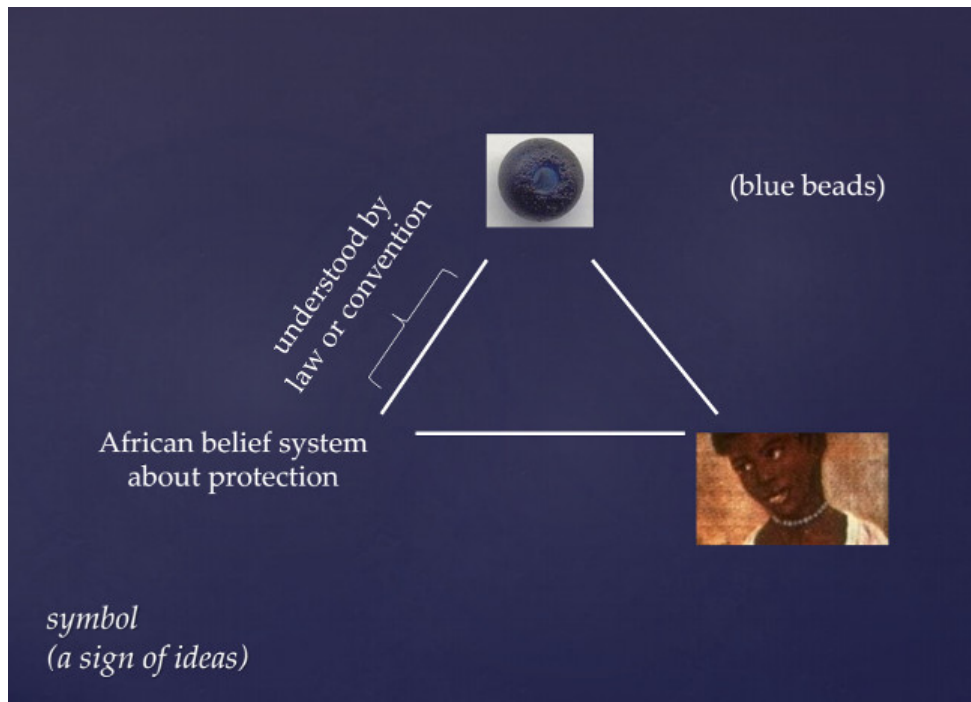 (blue beads)
understood by
law or convention
African belief system
about protection
symbol
(a sign of ideas)